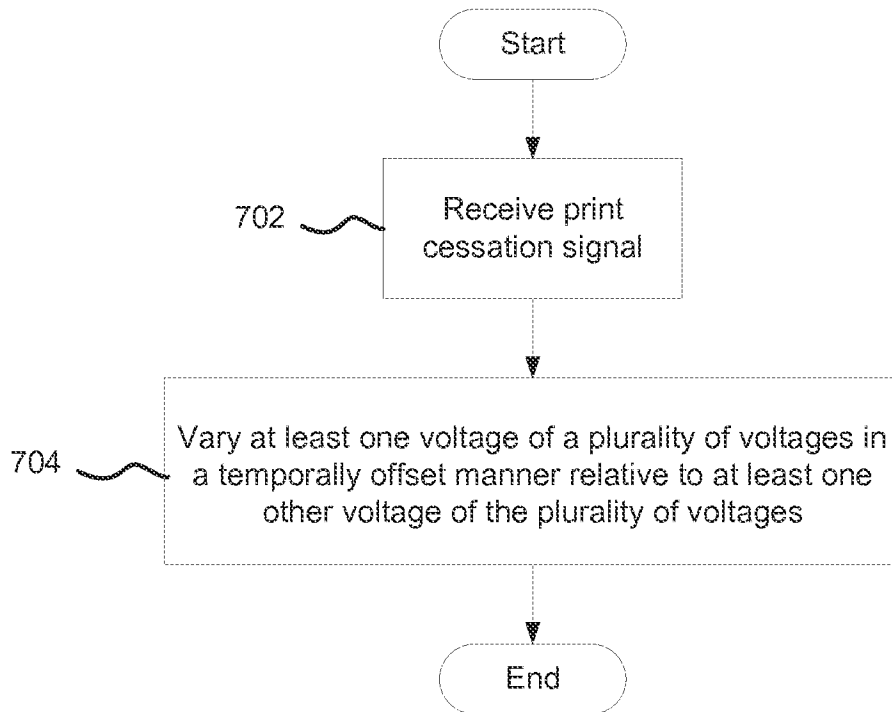 Start
702
Receive print
cessation signal
704
Vary at least one voltage of a plurality of voltages in
a temporally offset manner relative to at least one
other voltage of the plurality of voltages
End